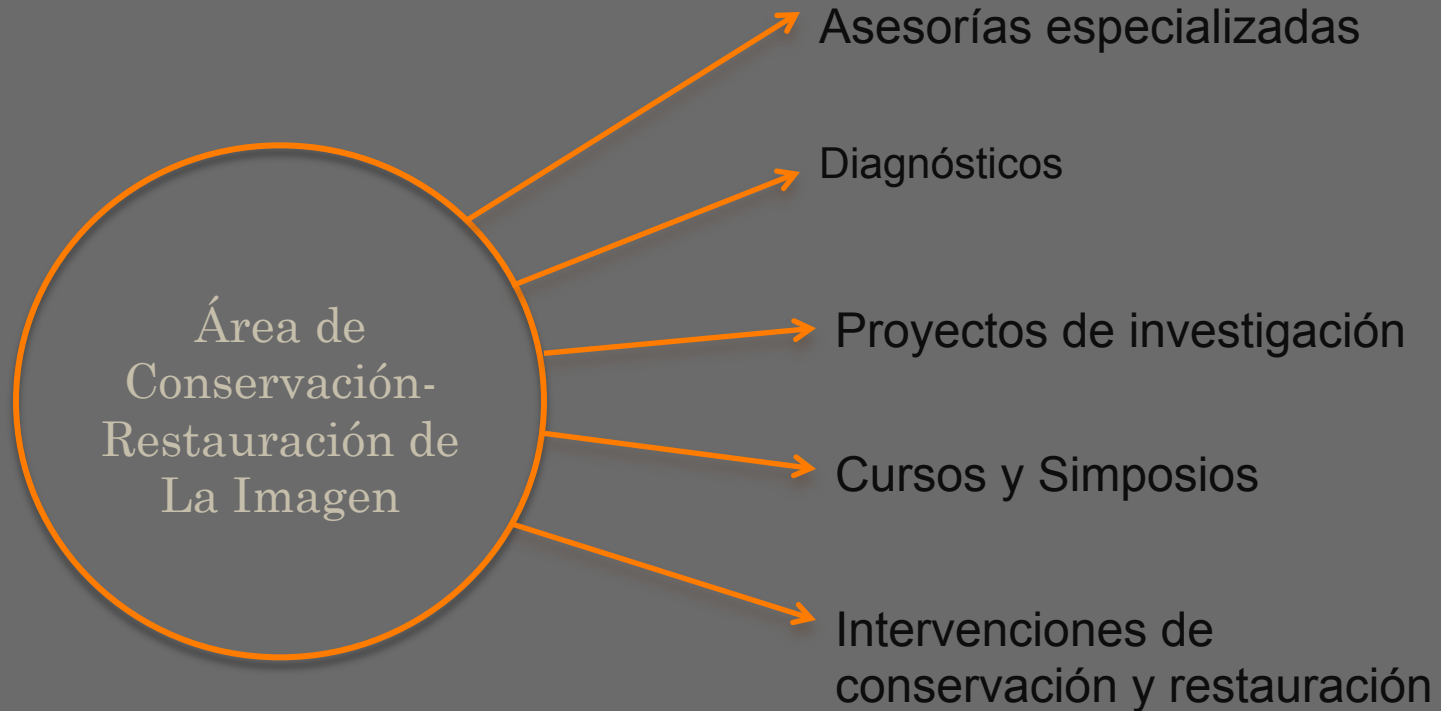 Asesorías especializadas
Diagnósticos
Área de
Conservación-
Restauración de
La Imagen
Proyectos de investigación
Cursos y Simposios
Intervenciones de
conservación y restauración